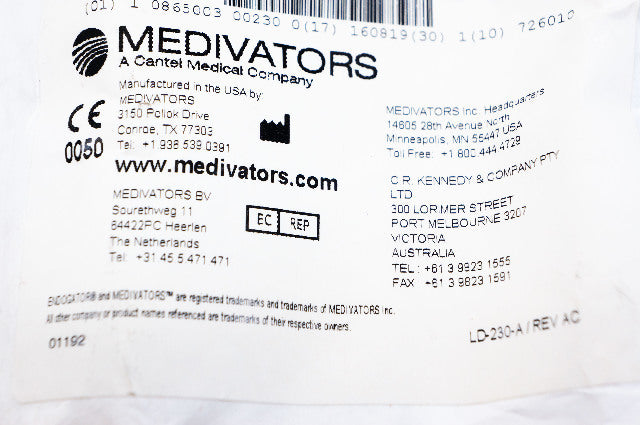 (01) 1 0865003 00230 0(17) 160819(30) 1(10) 726010
MEDIVATORS
A Cantel Medical Company
Manufactured in the USA by:
MEDIVATORS
3150 Pollok Drive
Conroe, TX 77303
Tel: +1.936.539.0391
www.medivators.com
CE
0050
MEDIVATORS Inc. Headquarters
14605 28th Avenue North
Minneapolis, MN 55447 USA
Toll Free: +1 800 444 4729
C.R. KENNEDY & COMPANY PTY
LTD
300 LORIMER STREET
PORT MELBOURNE 3207
VICTORIA
AUSTRALIA
TEL: +61 3 9823 1555
FAX +61 3 9823 1591
MEDIVATORS BV
Sourethweg 11
84422PC Heerlen
The Netherlands
Tel: +31 45 5 471 471
EC REP
ENDOGATOR® and MEDIVATORS™ are registered trademarks and trademarks of MEDIVATORS Inc.
All other company or product names referenced are trademarks of their respective owners.
01192
LD-230-A / REV AC